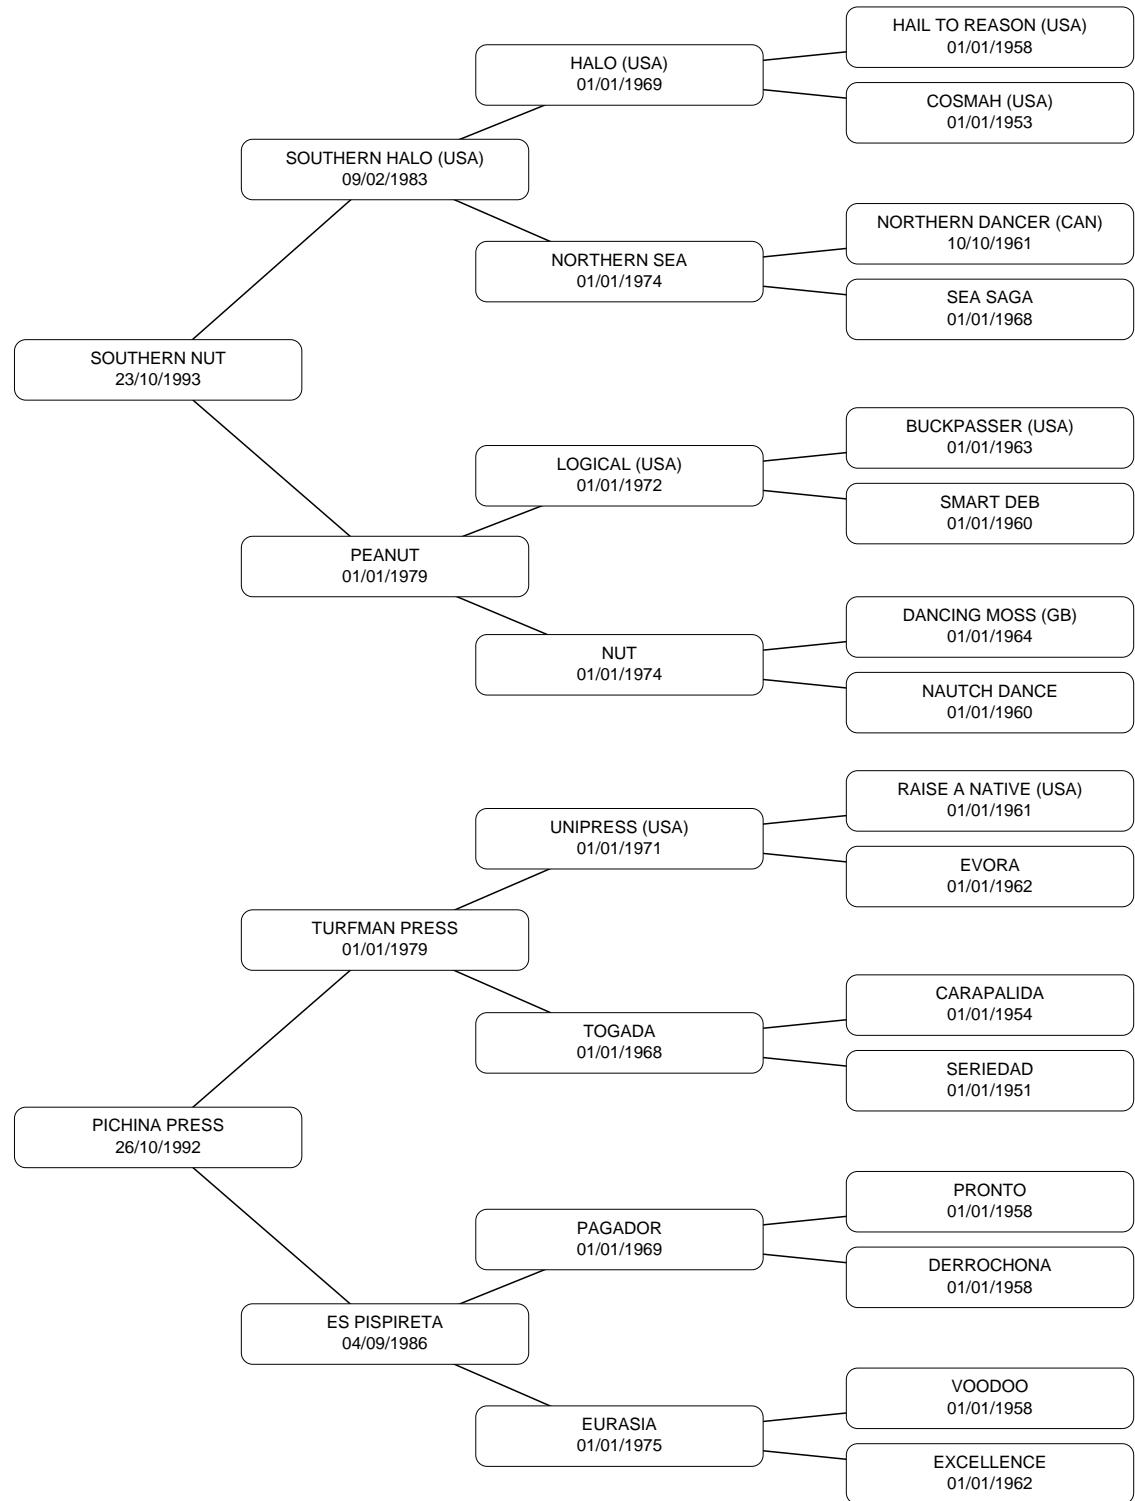 HAIL TO REASON (USA)
01/01/1958
HALO (USA)
01/01/1969
COSMAH (USA)
01/01/1953
SOUTHERN HALO (USA)
09/02/1983
NORTHERN DANCER (CAN)
10/10/1961
NORTHERN SEA
01/01/1974
SEA SAGA
01/01/1968
SOUTHERN NUT
23/10/1993
BUCKPASSER (USA)
01/01/1963
LOGICAL (USA)
01/01/1972
SMART DEB
01/01/1960
PEANUT
01/01/1979
DANCING MOSS (GB)
01/01/1964
NUT
01/01/1974
NAUTCH DANCE
01/01/1960
RAISE A NATIVE (USA)
01/01/1961
UNIPRESS (USA)
01/01/1971
EVORA
01/01/1962
TURFMAN PRESS
01/01/1979
CARAPALIDA
01/01/1954
TOGADA
01/01/1968
SERIEDAD
01/01/1951
PICHINA PRESS
26/10/1992
PRONTO
01/01/1958
PAGADOR
01/01/1969
DERROCHONA
01/01/1958
ES PISPIRETA
04/09/1986
VOODOO
01/01/1958
EURASIA
01/01/1975
EXCELLENCE
01/01/1962